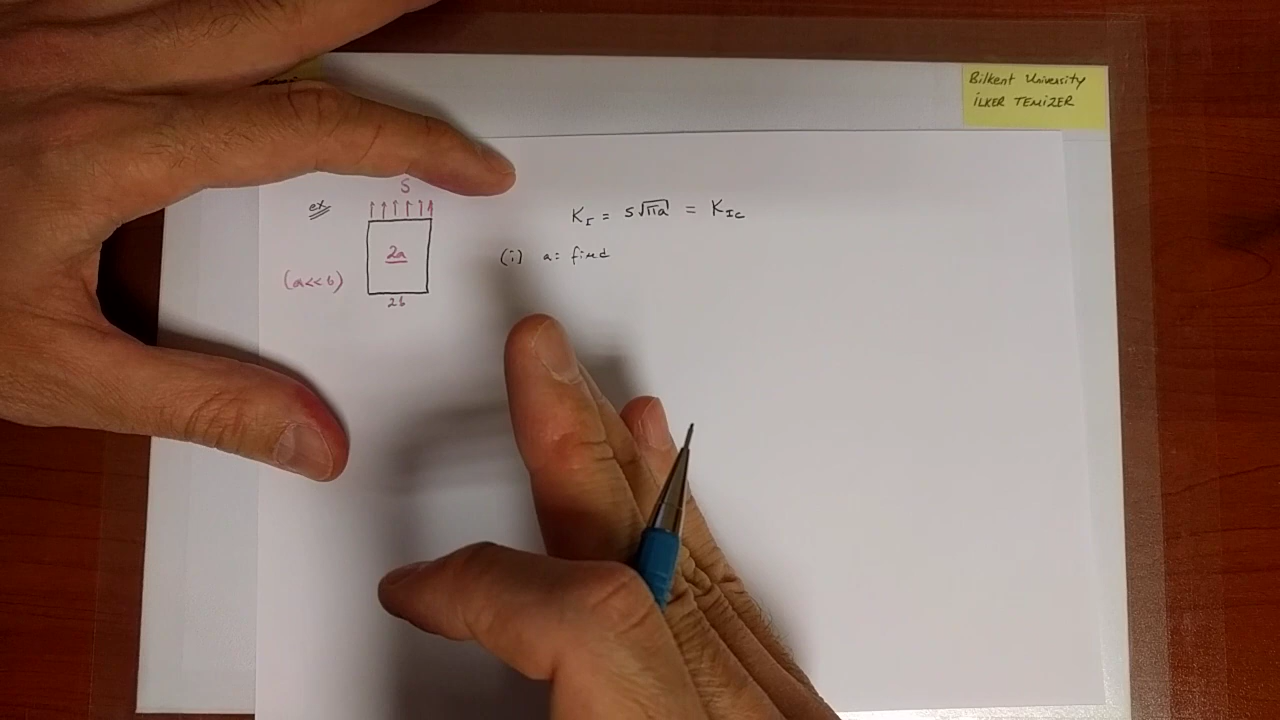 Bilkent University
İLKER TEMİZER
S
ex
K_I = S√πa = K_Ic
2a
(i) a: fixed
(a<<b)
2b